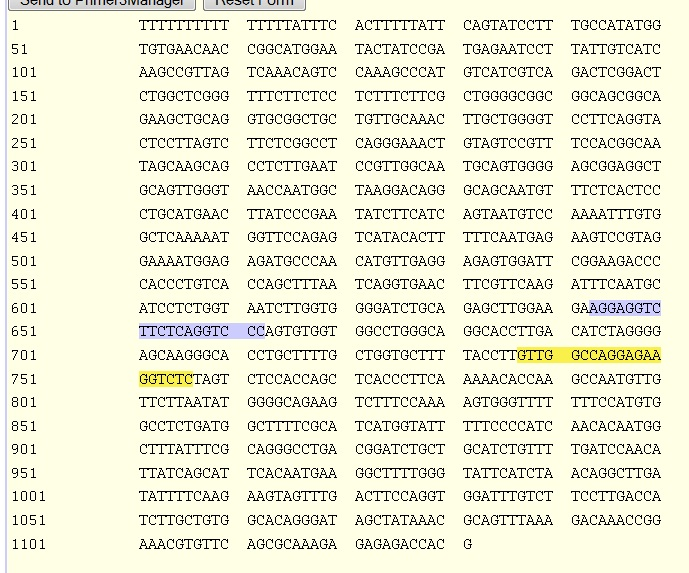 Send to Primer3Manager Reset Form
1 TTTTTTTTTT TTTTTATTTC ACTTTTTATT CAGTATCCTT TGCCATATGG
51 TGTGAACAAC CGGCATGGAA TACTATCCGA TGAGAATCCT TATTGTCATC
101 AAGCCGTTAG TCAAACAGTC CAAAGCCCAT GTCATCGTCA GACTCGGACT
151 CTGGCTCGGG TTTCTTCTCC TCTTTCTTCG CTGGGGCGGC GGCAGCGGCA
201 GAAGCTGCAG GTGCGGCTGC TGTTGCAAAC TTGCTGGGGT CCTTCAGGTA
251 CTCCTTAGTC TTCTCGGCCT CAGGGAAACT GTAGTCCGTT TCCACGGCAA
301 TAGCAAGCAG CCTCTTGAAT CCGTTGGCAA TGCAGTGGGG AGCGGAGGCT
351 GCAGTTGGGT AACCAATGGC TAAGGACAGG GCAGCAATGT TTCTCACTCC
401 CTGCATGAAC TTATCCCGAA TATCTTCATC AGTAATGTCC AAAATTTGTG
451 GCTCAAAAAT GGTTCCAGAG TCATACACTT TTTCAATGAG AAGTCCGTAG
501 GAAAATGGAG AGATGCCCAA CATGTTGAGG AGAGTGGATT CGGAAGACCC
551 CACCCTGTCA CCAGCTTTAA TCAGGTGAAC TTCGTTCAAG ATTTCAATGC
601 ATCCTCTGGT AATCTTGGTG GGGATCTGCA GAGCTTGGAA GAAGGAGGTC
651 TTCTCAGGTC CCAGTGTGGT GGCCTGGGCA GGCACCTTGA CATCTAGGGG
701 AGCAAGGGCA CCTGCTTTTG CTGGTGCTTT TACCTTGTTG GCCAGGAGAA
751 GGTCTCTAGT CTCCACCAGC TCACCCTTCA AAAACACCAA GCCAATGTTG
801 TTCTTAATAT GGGGCAGAAG TCTTTCCAAA AGTGGGTTTT TTTCCATGTG
851 GCCTCTGATG GCTTTTCGCA TCATGGTATT TTTCCCCATC AACACAATGG
901 CTTTATTTCG CAGGGCCTGA CGGATCTGCT GCATCTGTTT TGATCCAACA
951 TTATCAGCAT TCACAATGAA GGCTTTTGGG TATTCATCTA ACAGGCTTGA
1001 TATTTTCAAG AAGTAGTTTG ACTTCCAGGT GGATTTGTCT TCCTTGACCA
1051 TCTTGCTGTG GCACAGGGAT AGCTATAAAC GCAGTTTAAA GACAAACCGG
1101 AAACGTGTTC AGCGCAAAGA GAGAGACCAC G